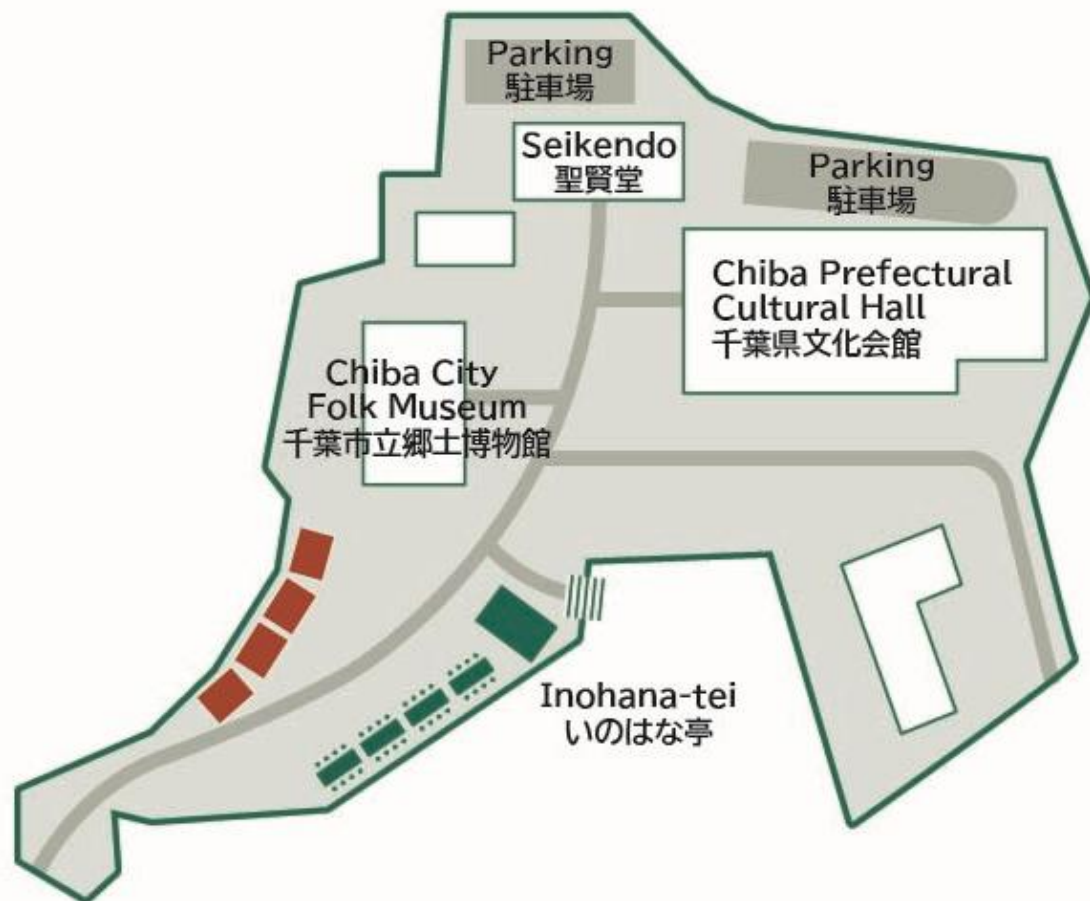 Parking
駐車場
Seikendo
聖賢堂
Parking
駐車場
Chiba Prefectural
Cultural Hall
千葉県文化会館
Chiba City
Folk Museum
千葉市立郷土博物館
Inohana-tei
いのはな亭